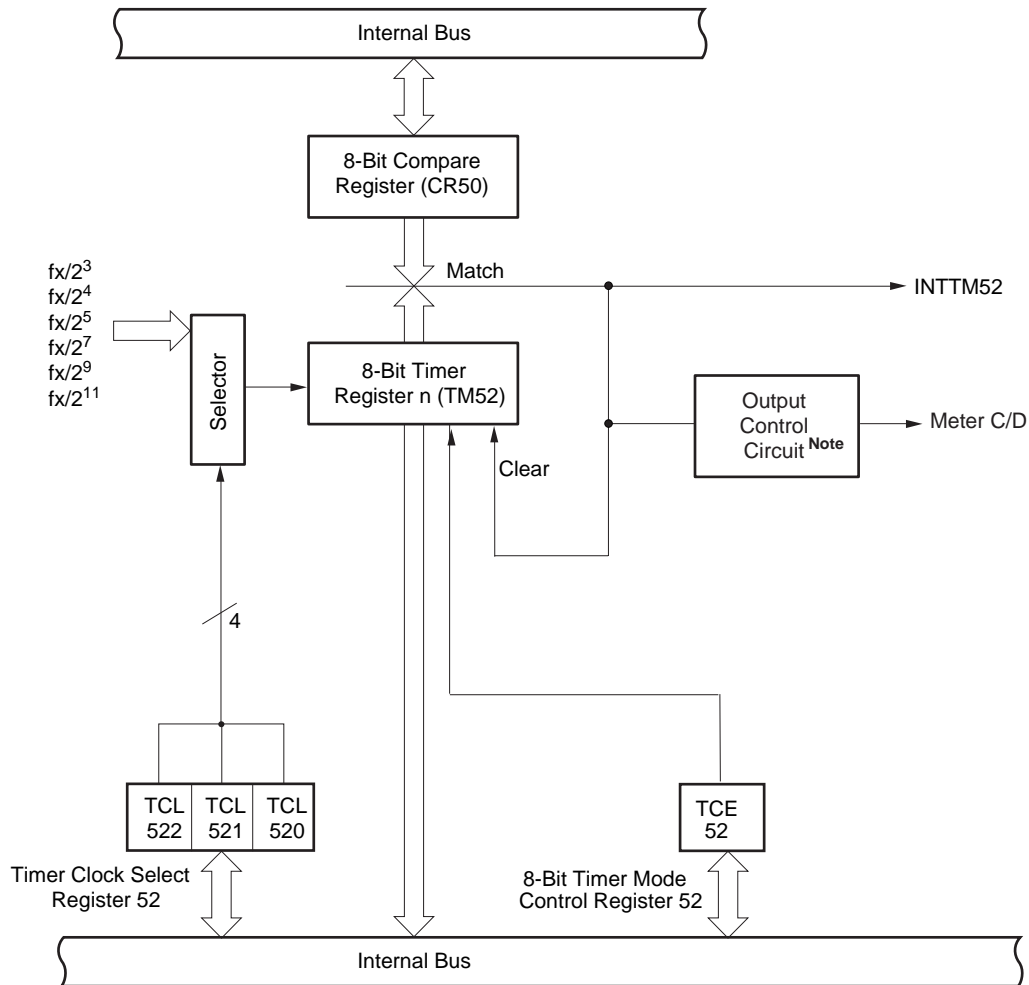 Internal Bus
8-Bit Compare
Register (CR50)
Match
INTTM52
fx/2³
fx/2⁴
fx/2⁵
fx/2⁷
fx/2⁹
fx/2¹¹
Selector
8-Bit Timer
Register n (TM52)
Output
Control
Circuit Note
Meter C/D
Clear
4
TCL
522
TCL
521
TCL
520
TCE
52
Timer Clock Select
Register 52
8-Bit Timer Mode
Control Register 52
Internal Bus